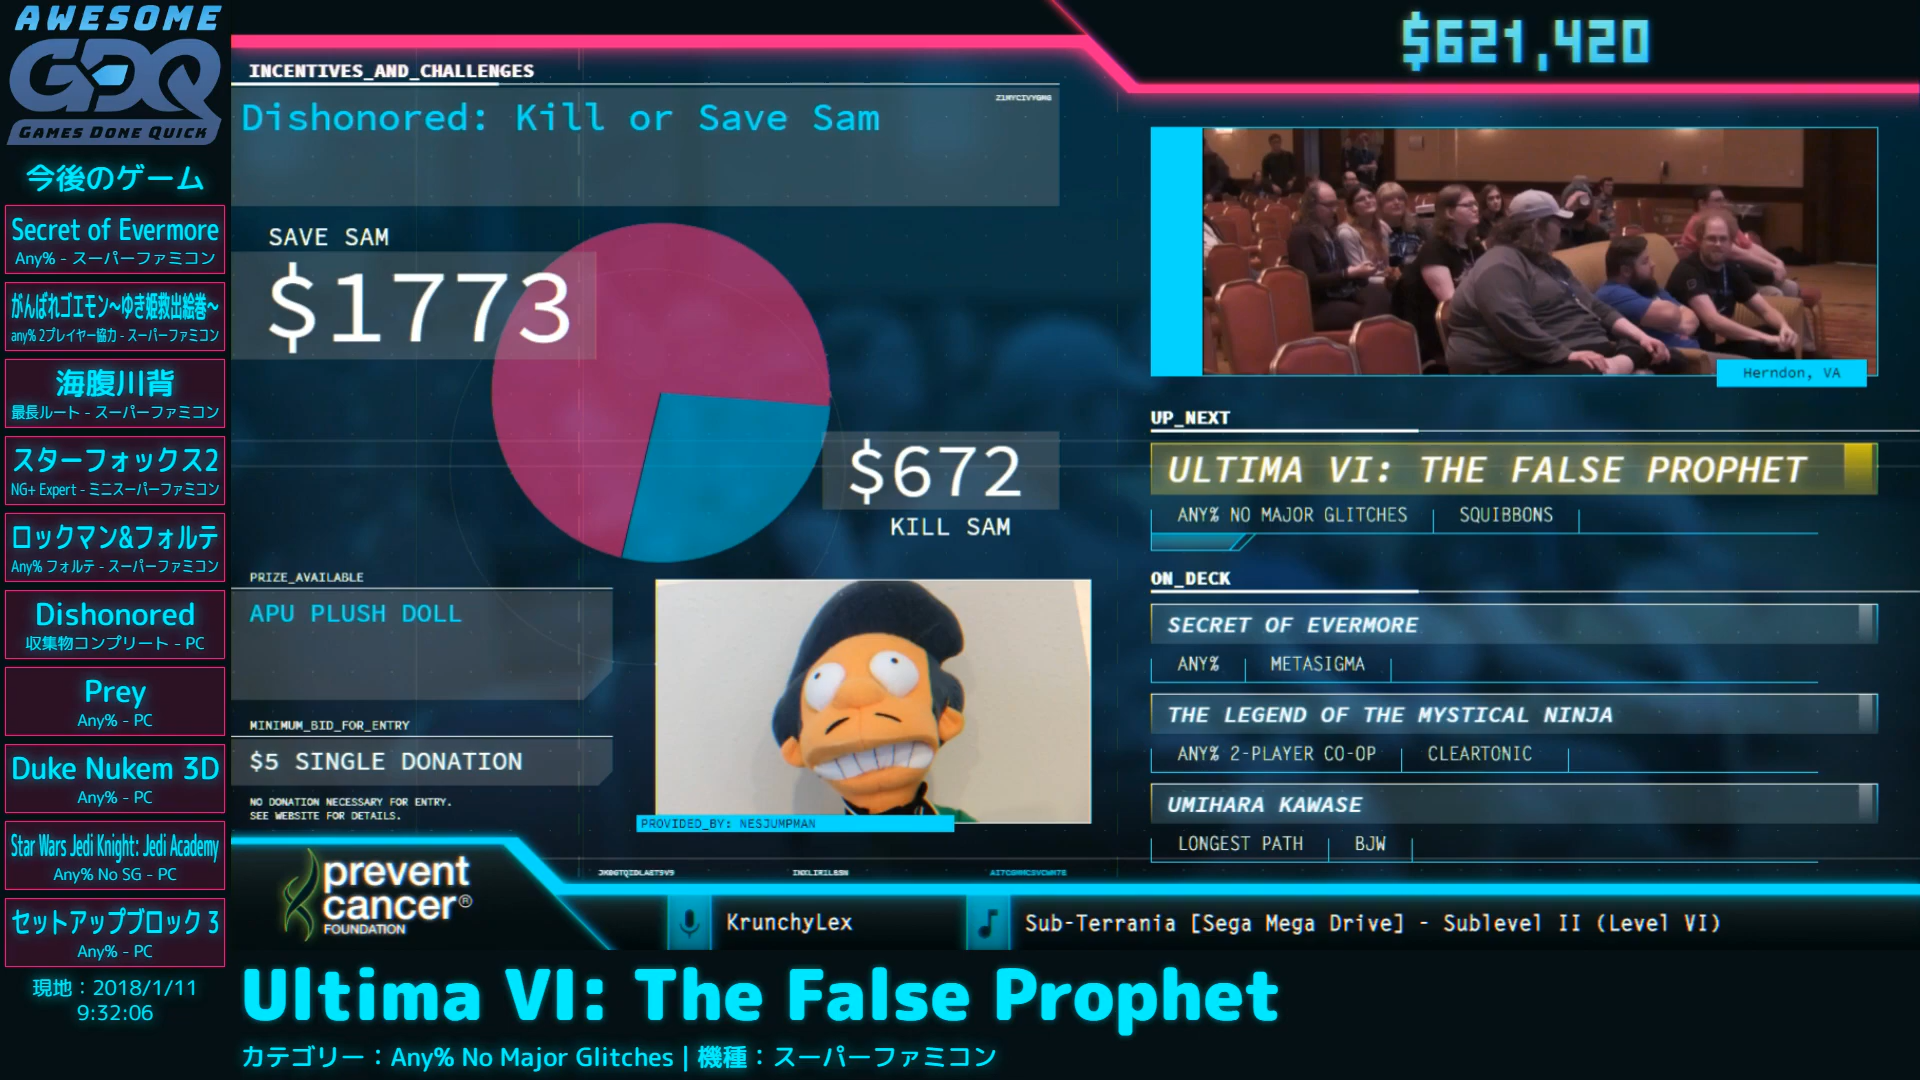 AWESOME
GDQ
GAMES DONE QUICK
今後のゲーム
Secret of Evermore
Any% - スーパーファミコン
がんばれゴエモン~ゆき姫救出絵巻~
any% 2プレイヤー協力 - スーパーファミコン
海腹川背
最長ルート - スーパーファミコン
スターフォックス2
NG+ Expert - ミニスーパーファミコン
ロックマン&フォルテ
Any% フォルテ - スーパーファミコン
Dishonored
収集物コンプリート - PC
Prey
Any% - PC
Duke Nukem 3D
Any% - PC
Star Wars Jedi Knight: Jedi Academy
Any% No SG - PC
セットアップブロック 3
Any% - PC
現地:2018/1/11
9:32:06
INCENTIVES_AND_CHALLENGES
Dishonored: Kill or Save Sam
SAVE SAM
$1773
$672
KILL SAM
PRIZE_AVAILABLE
APU PLUSH DOLL
MINIMUM_BID_FOR_ENTRY
$5 SINGLE DONATION
NO DONATION NECESSARY FOR ENTRY.
SEE WEBSITE FOR DETAILS.
PROVIDED_BY: NESJUMPMAN
$621,420
Herndon, VA
UP_NEXT
ULTIMA VI: THE FALSE PROPHET
ANY% NO MAJOR GLITCHES
SQUIBBONS
ON_DECK
SECRET OF EVERMORE
ANY%
METASIGMA
THE LEGEND OF THE MYSTICAL NINJA
ANY% 2-PLAYER CO-OP
CLEARTONIC
UMIHARA KAWASE
LONGEST PATH
BJW
prevent
cancer®
FOUNDATION
KrunchyLex
Sub-Terrania [Sega Mega Drive] - Sublevel II (Level VI)
Ultima VI: The False Prophet
カテゴリー:Any% No Major Glitches | 機種:スーパーファミコン